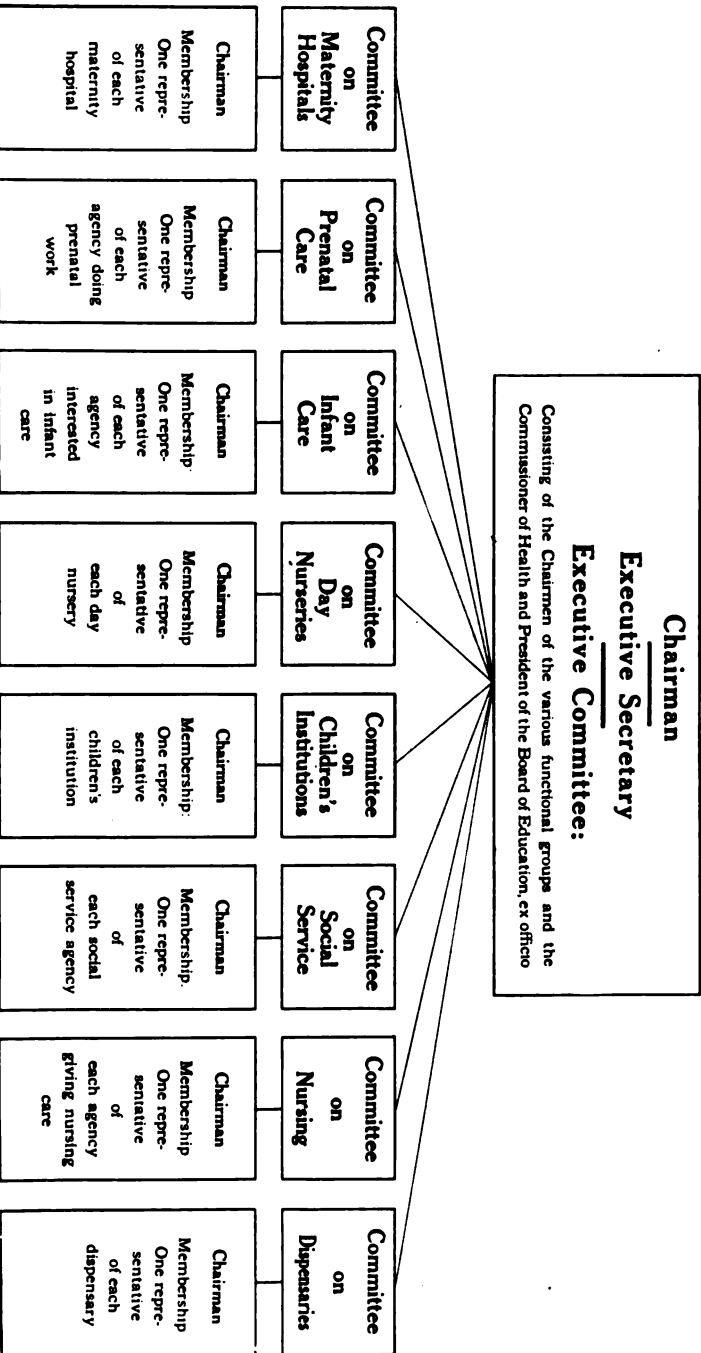 Chairman
Executive Secretary
Executive Committee:
Consisting of the Chairmen of the various functional groups and the
Commissioner of Health and President of the Board of Education, ex officio
Committee
on
Maternity
Hospitals
Chairman
Membership
One repre-
sentative
of each
maternity
hospital
Committee
on
Prenatal
Care
Chairman
Membership
One repre-
sentative
of each
agency doing
prenatal
work
Committee
on
Infant
Care
Chairman
Membership:
One repre-
sentative
of each
agency
interested
in infant
care
Committee
on
Day
Nurseries
Chairman
Membership
One repre-
sentative
of
each day
nursery
Committee
on
Children's
Institutions
Chairman
Membership:
One repre-
sentative
of each
children's
institution
Committee
on
Social
Service
Chairman
Membership.
One repre-
sentative
of
each social
service agency
Committee
on
Nursing
Chairman
Membership
One repre-
sentative
of
each agency
giving nursing
care
Committee
on
Dispensaries
Chairman
Membership
One repre-
sentative
of each
dispensary